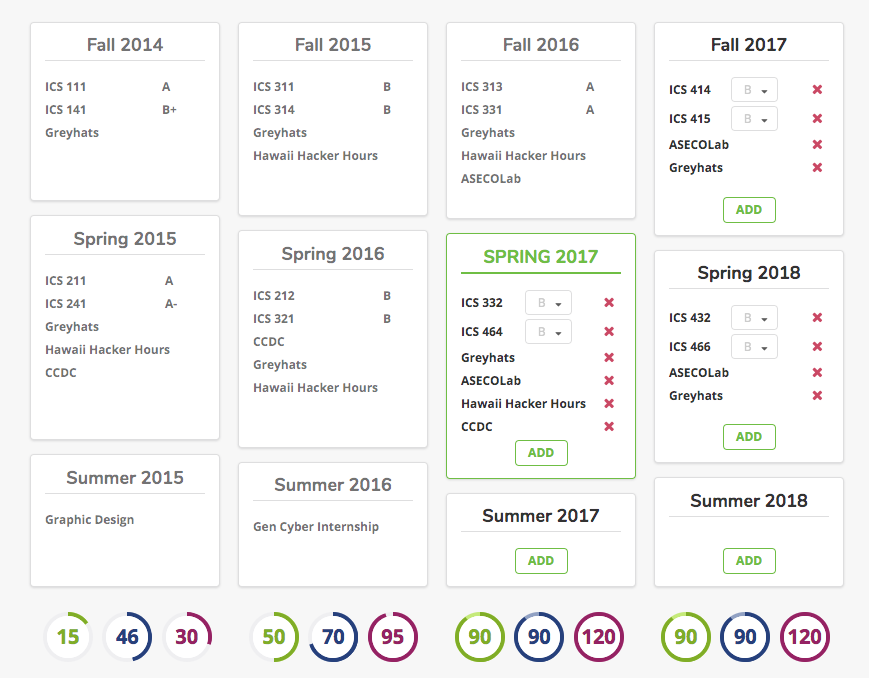 Fall 2014
ICS 111 A
ICS 141 B+
Greyhats
Spring 2015
ICS 211 A
ICS 241 A-
Greyhats
Hawaii Hacker Hours
CCDC
Summer 2015
Graphic Design
15 46 30
Fall 2015
ICS 311 B
ICS 314 B
Greyhats
Hawaii Hacker Hours
Spring 2016
ICS 212 B
ICS 321 B
CCDC
Greyhats
Hawaii Hacker Hours
Summer 2016
Gen Cyber Internship
50 70 95
Fall 2016
ICS 313 A
ICS 331 A
Greyhats
Hawaii Hacker Hours
ASECOLab
SPRING 2017
ICS 332 B
ICS 464 B
Greyhats
ASECOLab
Hawaii Hacker Hours
CCDC
ADD
Summer 2017
ADD
90 90 120
Fall 2017
ICS 414 B
ICS 415 B
ASECOLab
Greyhats
ADD
Spring 2018
ICS 432 B
ICS 466 B
ASECOLab
Greyhats
ADD
Summer 2018
ADD
90 90 120